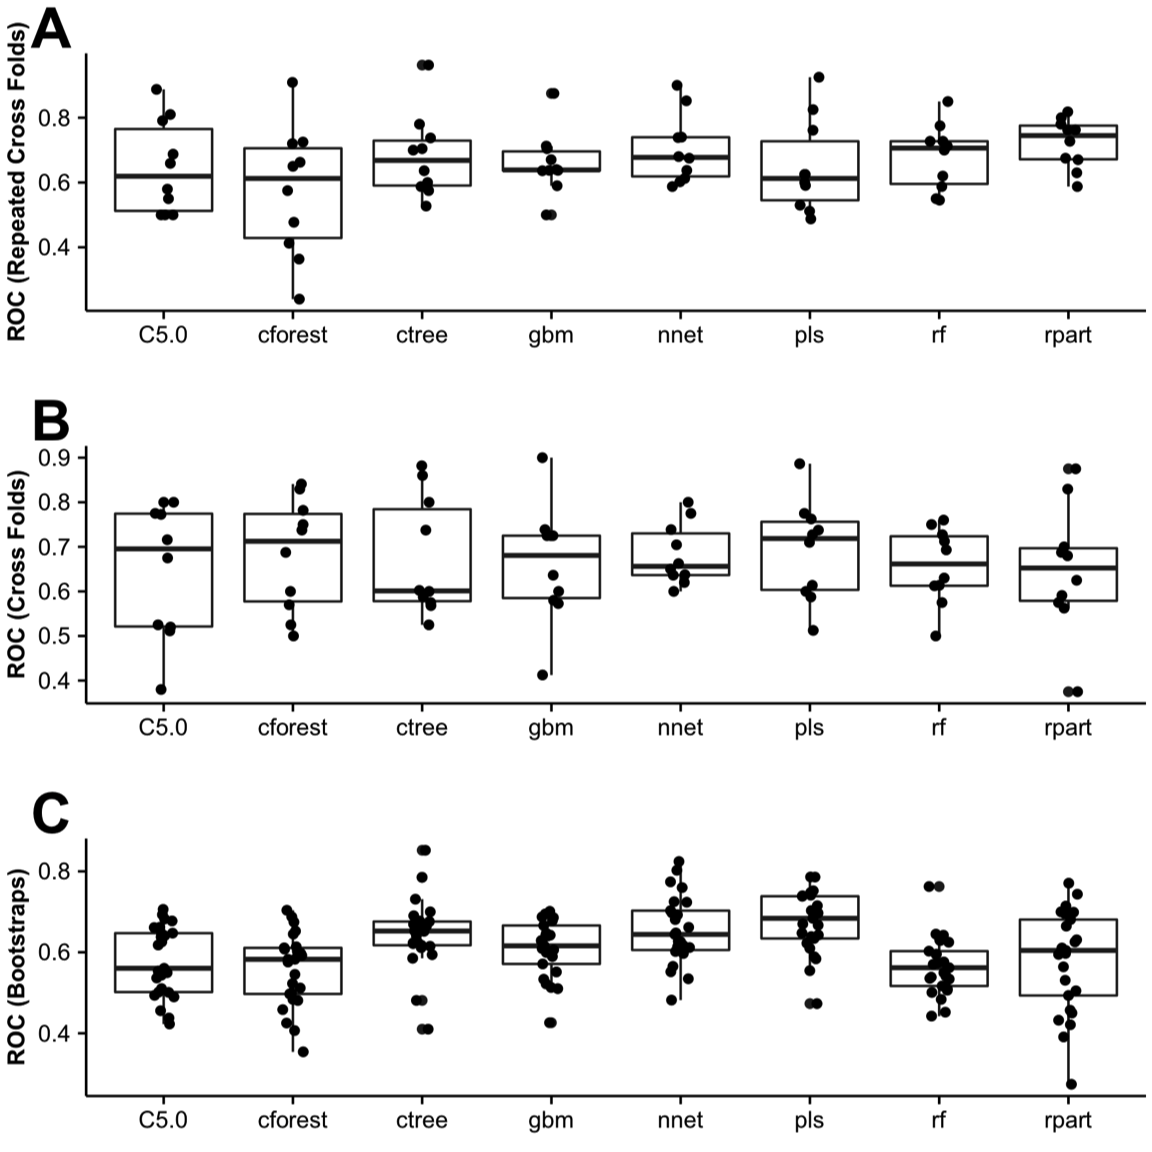 A
ROC (Repeated Cross Folds)
0.8
0.6
0.4
C5.0 cforest ctree gbm nnet pls rf rpart
B
ROC (Cross Folds)
0.9
0.8
0.7
0.6
0.5
0.4
C5.0 cforest ctree gbm nnet pls rf rpart
C
ROC (Bootstraps)
0.8
0.6
0.4
C5.0 cforest ctree gbm nnet pls rf rpart